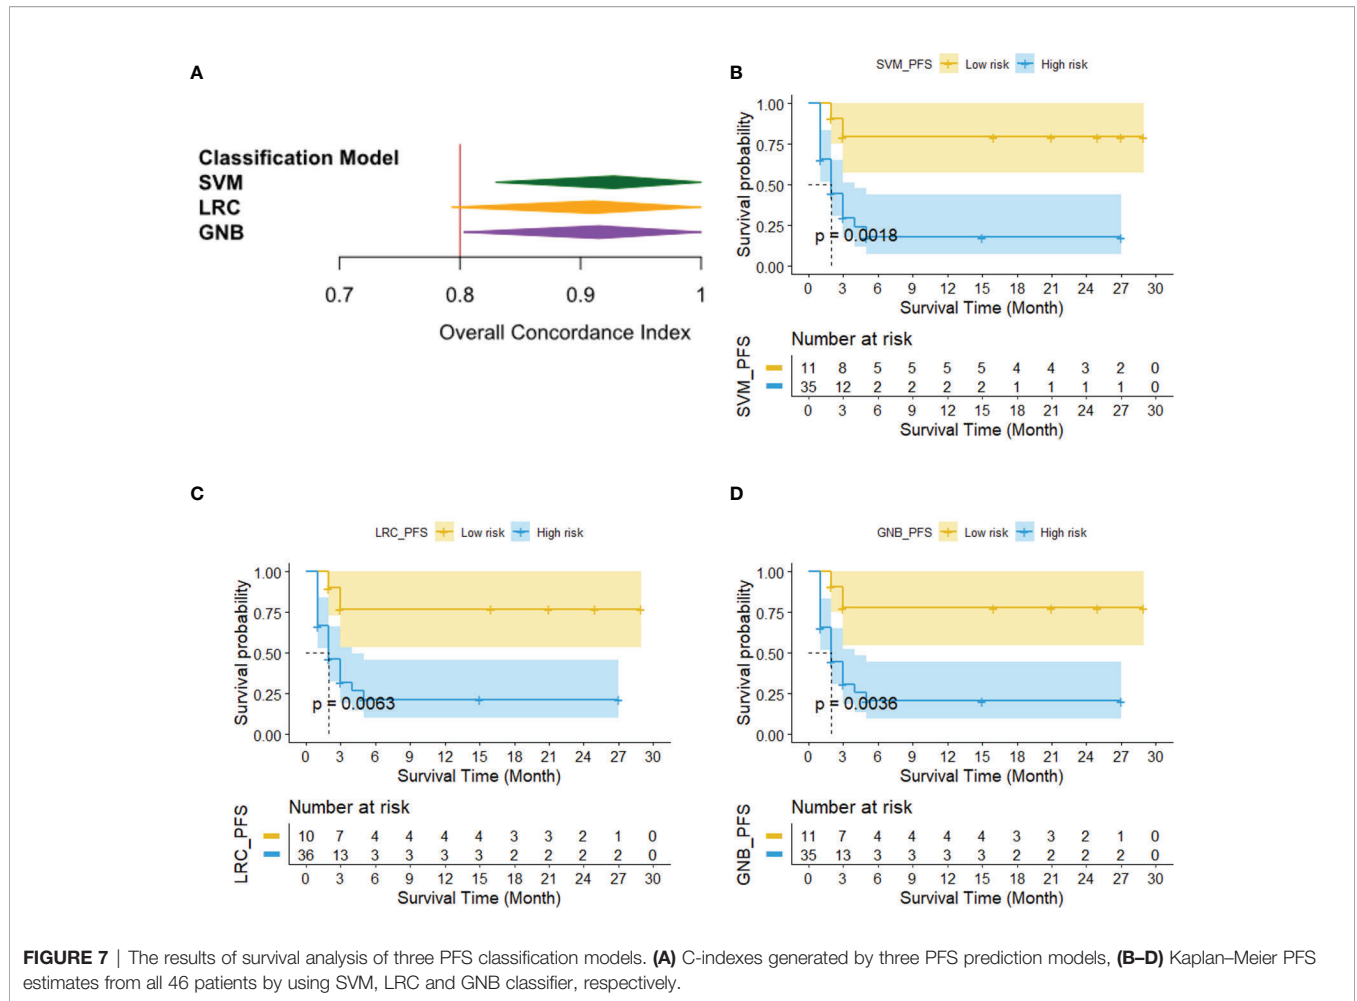 A
Classification Model
SVM
LRC
GNB
0.7 0.8 0.9 1
Overall Concordance Index
B
SVM_PFS Low risk High risk
Survival probability
1.00
0.75
0.50
0.25
0.00
p = 0.0018
0 3 6 9 12 15 18 21 24 27 30
Survival Time (Month)
Number at risk
SVM_PFS
11 8 5 5 5 5 4 4 3 2 0
35 12 2 2 2 2 1 1 1 1 0
0 3 6 9 12 15 18 21 24 27 30
Survival Time (Month)
C
LRC_PFS Low risk High risk
Survival probability
1.00
0.75
0.50
0.25
0.00
p = 0.0063
0 3 6 9 12 15 18 21 24 27 30
Survival Time (Month)
Number at risk
LRC_PFS
10 7 4 4 4 4 3 3 2 1 0
36 13 3 3 3 3 2 2 2 2 0
0 3 6 9 12 15 18 21 24 27 30
Survival Time (Month)
D
GNB_PFS Low risk High risk
Survival probability
1.00
0.75
0.50
0.25
0.00
p = 0.0036
0 3 6 9 12 15 18 21 24 27 30
Survival Time (Month)
Number at risk
GNB_PFS
11 7 4 4 4 4 3 3 2 1 0
35 13 3 3 3 3 2 2 2 2 0
0 3 6 9 12 15 18 21 24 27 30
Survival Time (Month)
FIGURE 7 | The results of survival analysis of three PFS classification models. (A) C-indexes generated by three PFS prediction models, (B–D) Kaplan–Meier PFS
estimates from all 46 patients by using SVM, LRC and GNB classifier, respectively.